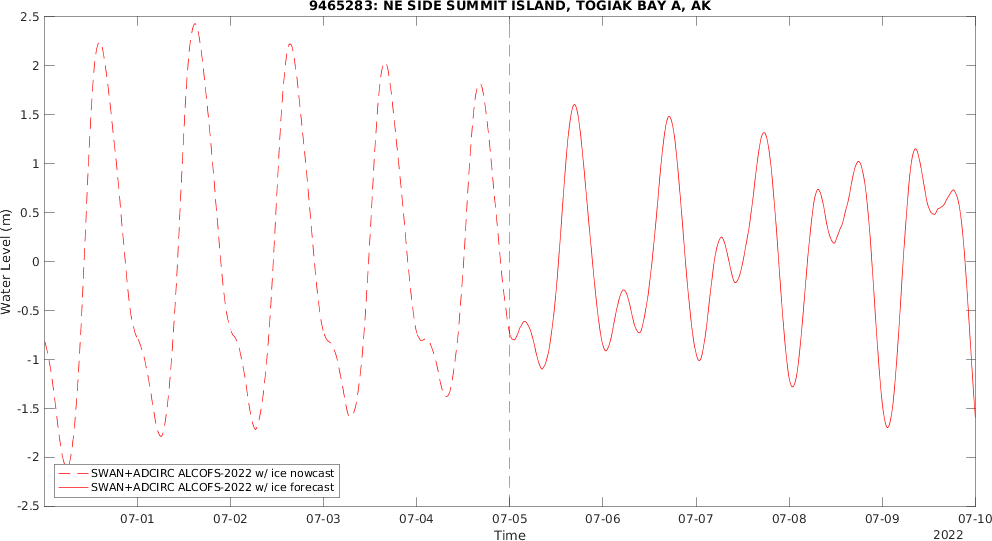 9465283: NE SIDE SUMMIT ISLAND, TOGIAK BAY A, AK
Water Level (m)
2.5
2
1.5
1
0.5
0
-0.5
-1
-1.5
-2
-2.5
SWAN+ADCIRC ALCOFS-2022 w/ ice nowcast
SWAN+ADCIRC ALCOFS-2022 w/ ice forecast
07-01 07-02 07-03 07-04 07-05 07-06 07-07 07-08 07-09 07-10
Time
2022